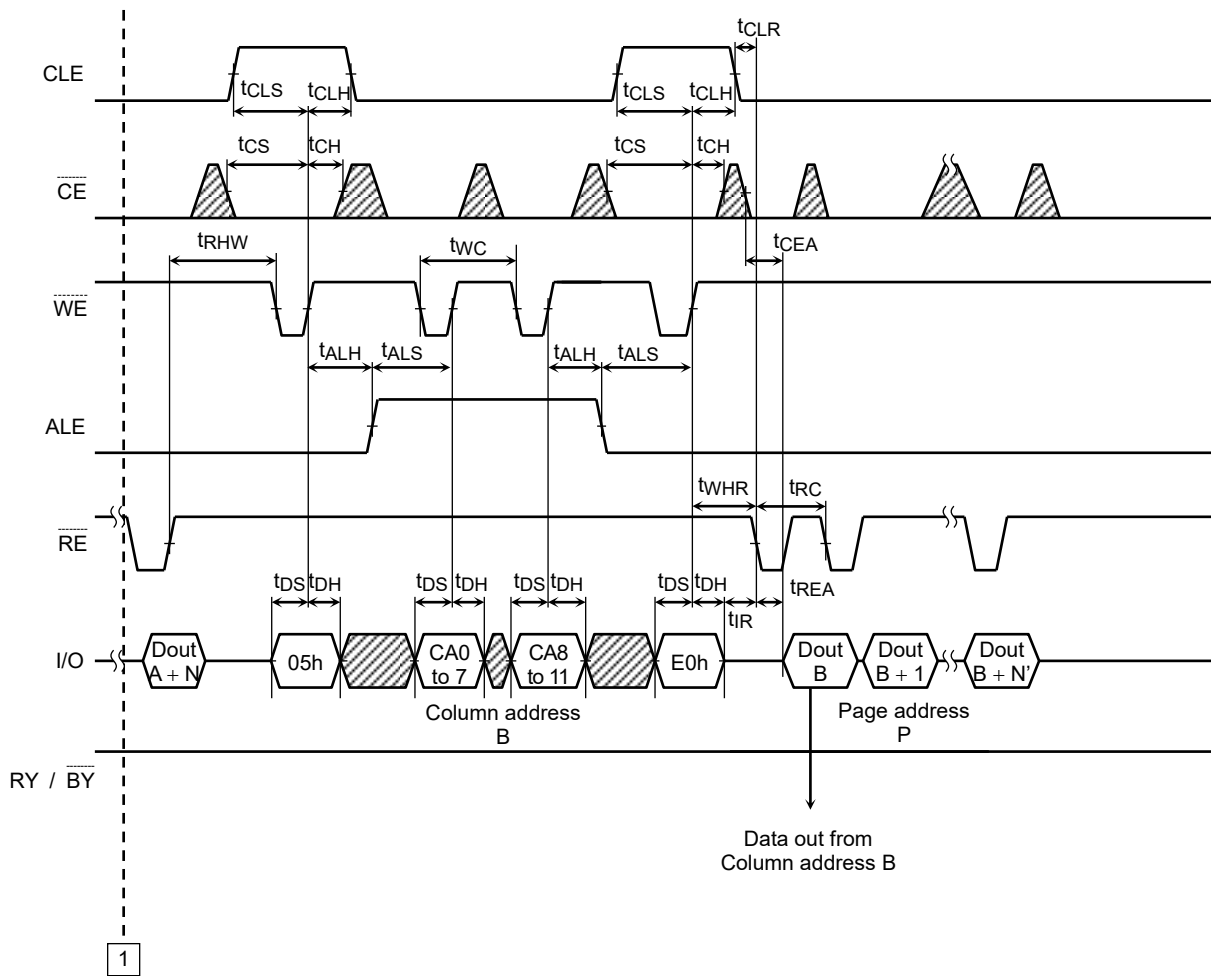 tCLR
CLE
tCLS tCLH tCLS tCLH
tCS tCH tCS tCH
CE
tRHW tWC tCEA
WE
tALH tALS tALH tALS
ALE
tWHR tRC
RE
tDS tDH tDS tDH tDS tDH tDS tDH tREA
tIR
I/O
Dout
A + N
05h
CA0
to 7
CA8
to 11
E0h
Dout
B
Dout
B + 1
Dout
B + N’
Column address
B
Page address
P
RY / BY
Data out from
Column address B
1